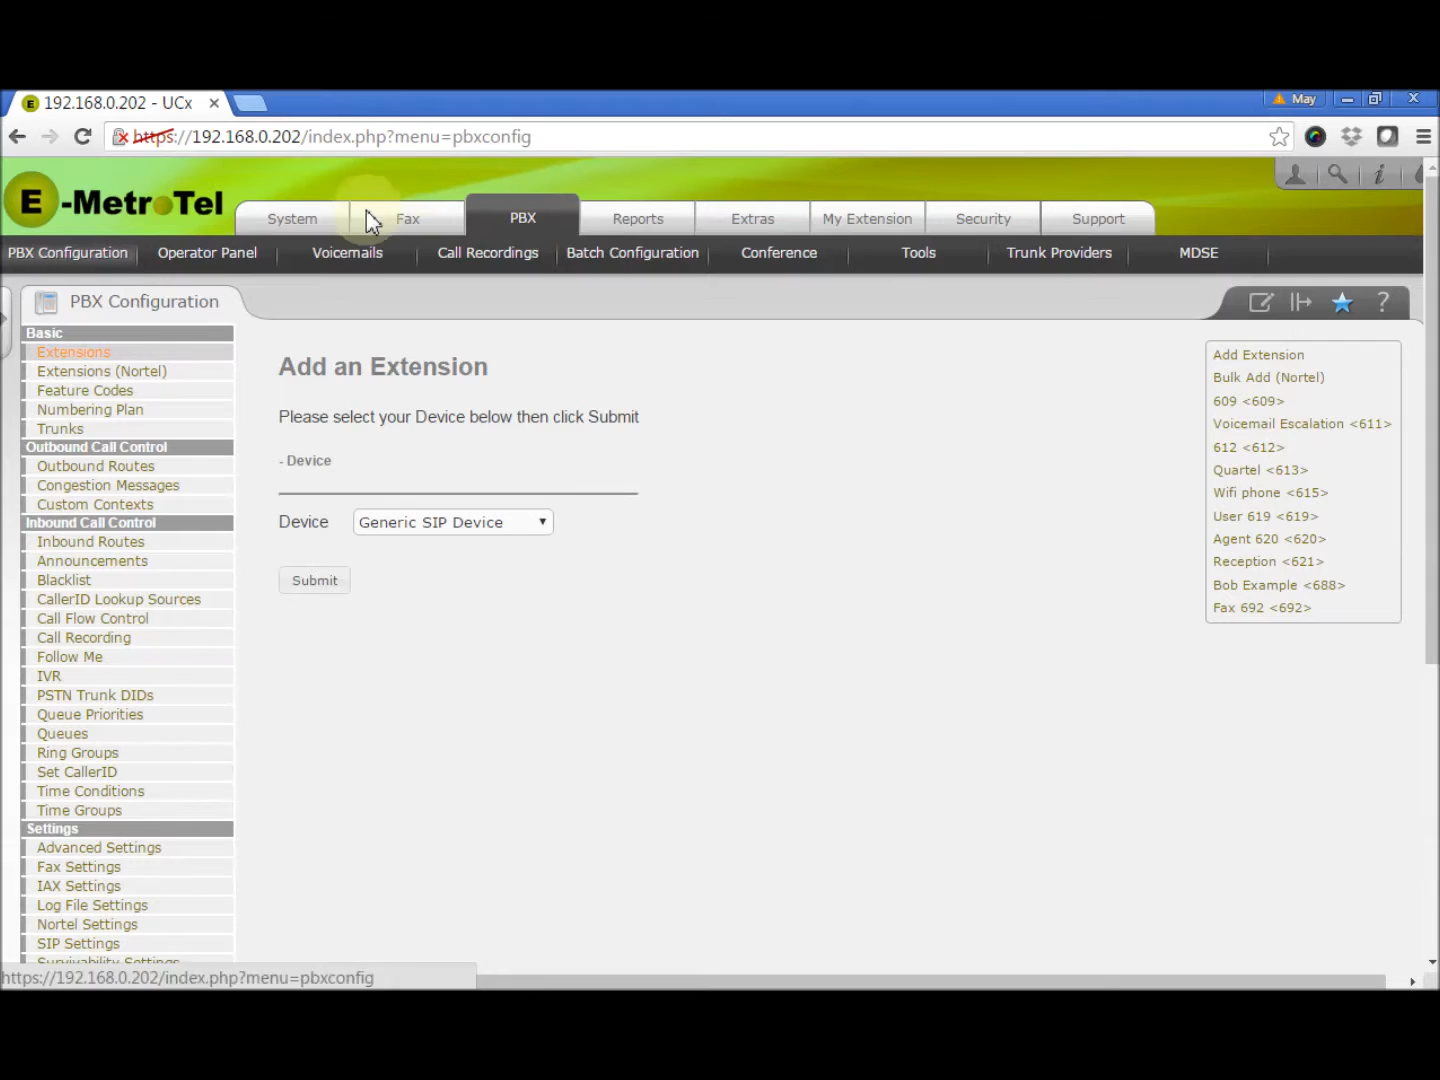 192.168.0.202 - UCx
May
https://192.168.0.202/index.php?menu=pbxconfig
E-MetroTel
System
Fax
PBX
Reports
Extras
My Extension
Security
Support
PBX Configuration
Operator Panel
Voicemails
Call Recordings
Batch Configuration
Conference
Tools
Trunk Providers
MDSE
PBX Configuration
Basic
Extensions
Extensions (Nortel)
Feature Codes
Numbering Plan
Trunks
Outbound Call Control
Outbound Routes
Congestion Messages
Custom Contexts
Inbound Call Control
Inbound Routes
Announcements
Blacklist
CallerID Lookup Sources
Call Flow Control
Call Recording
Follow Me
IVR
PSTN Trunk DIDs
Queue Priorities
Queues
Ring Groups
Set CallerID
Time Conditions
Time Groups
Settings
Advanced Settings
Fax Settings
IAX Settings
Log File Settings
Nortel Settings
SIP Settings
Survivability Settings
Add an Extension
Please select your Device below then click Submit
- Device
Device
Generic SIP Device
Submit
Add Extension
Bulk Add (Nortel)
609 <609>
Voicemail Escalation <611>
612 <612>
Quartel <613>
Wifi phone <615>
User 619 <619>
Agent 620 <620>
Reception <621>
Bob Example <688>
Fax 692 <692>
https://192.168.0.202/index.php?menu=pbxconfig